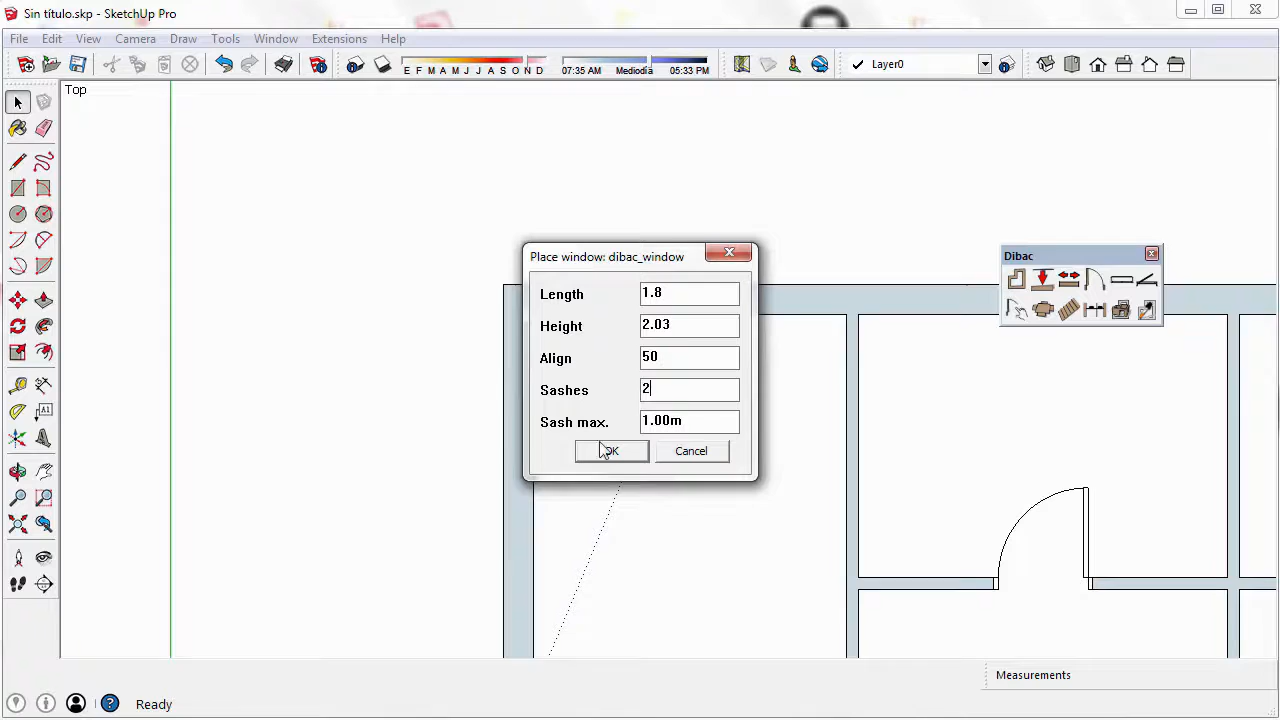 Sin título.skp - SketchUp Pro
File Edit View Camera Draw Tools Window Extensions Help
E F M A M J J A S O N D 07:35 AM Mediodía 05:33 PM Layer0
Top
Place window: dibac_window
Length 1.8
Height 2.03
Align 50
Sashes 2
Sash max. 1.00m
OK Cancel
Dibac
A1
Measurements
Ready